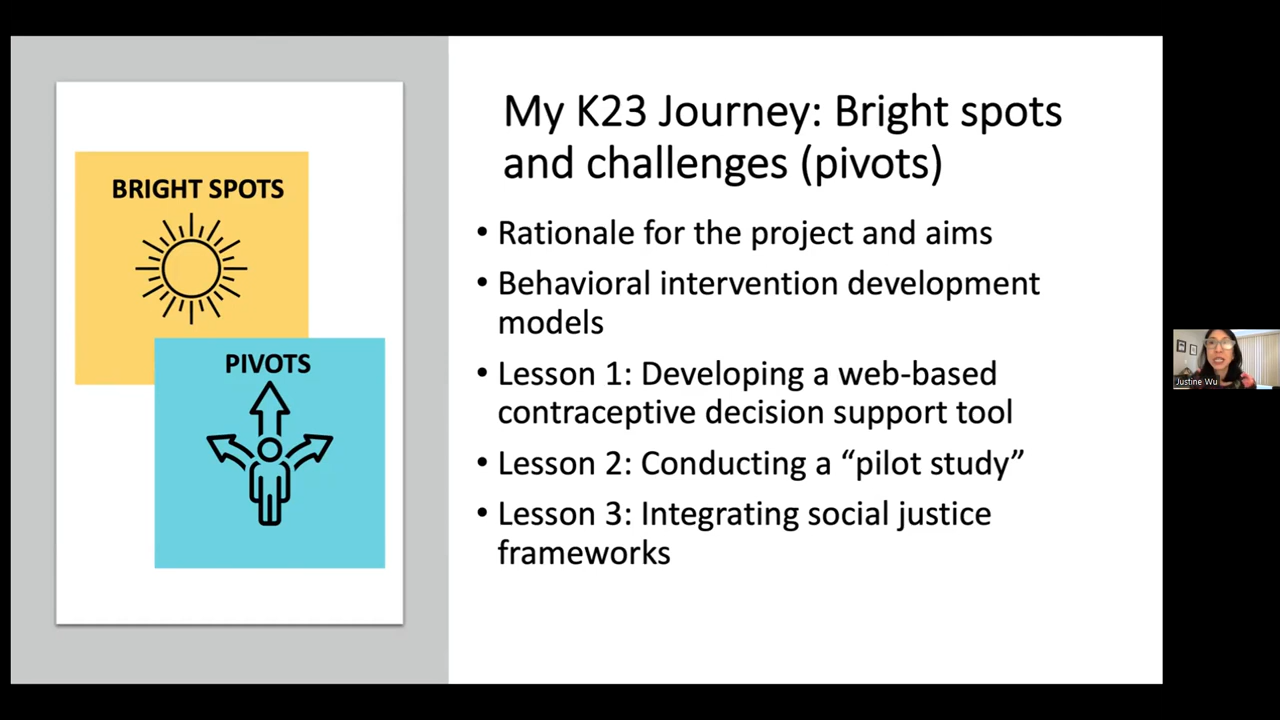 BRIGHT SPOTS
PIVOTS
My K23 Journey: Bright spots
and challenges (pivots)
• Rationale for the project and aims
• Behavioral intervention development
models
• Lesson 1: Developing a web-based
contraceptive decision support tool
• Lesson 2: Conducting a “pilot study”
• Lesson 3: Integrating social justice
frameworks
Justine Wu